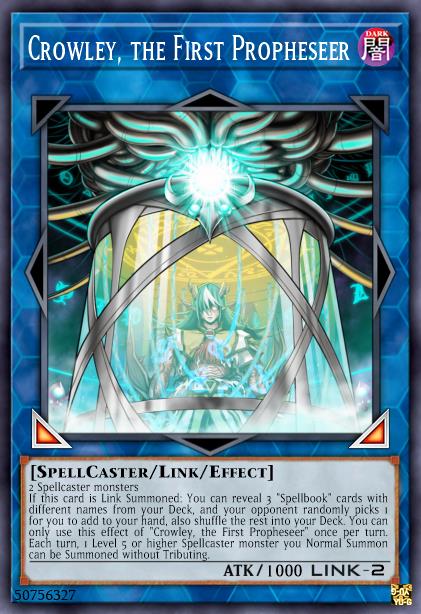 Crowley, the First Propheseer
DARK
闇
[SpellCaster/Link/Effect]
2 Spellcaster monsters
If this card is Link Summoned: You can reveal 3 "Spellbook" cards with
different names from your Deck, and your opponent randomly picks 1
for you to add to your hand, also shuffle the rest into your Deck. You can
only use this effect of "Crowley, the First Propheseer" once per turn.
Each turn, 1 Level 5 or higher Spellcaster monster you Normal Summon
can be Summoned without Tributing.
ATK/1000 LINK-2
50756327